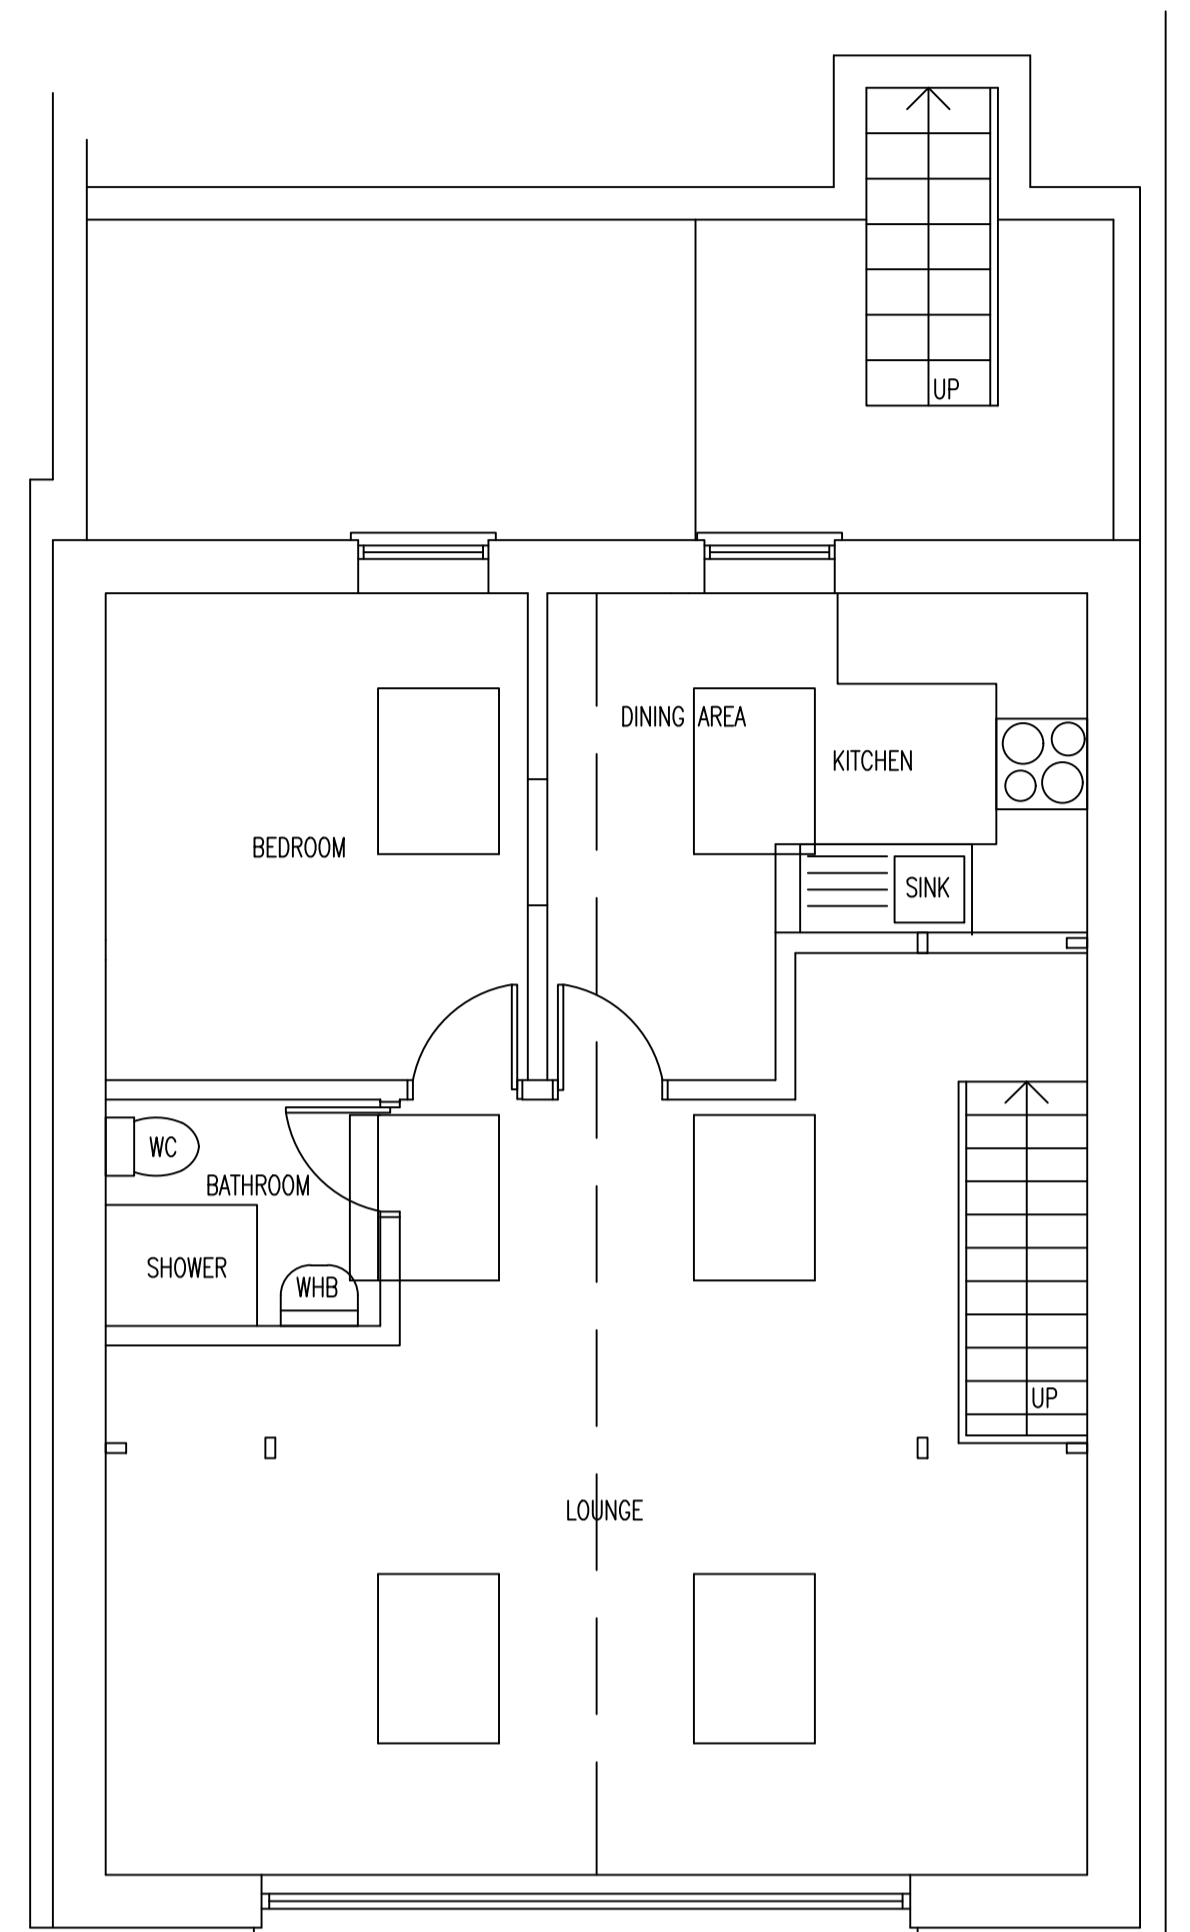 UP
DINING AREA
KITCHEN
BEDROOM
SINK
WC
BATHROOM
SHOWER
WHB
UP
LOUNGE